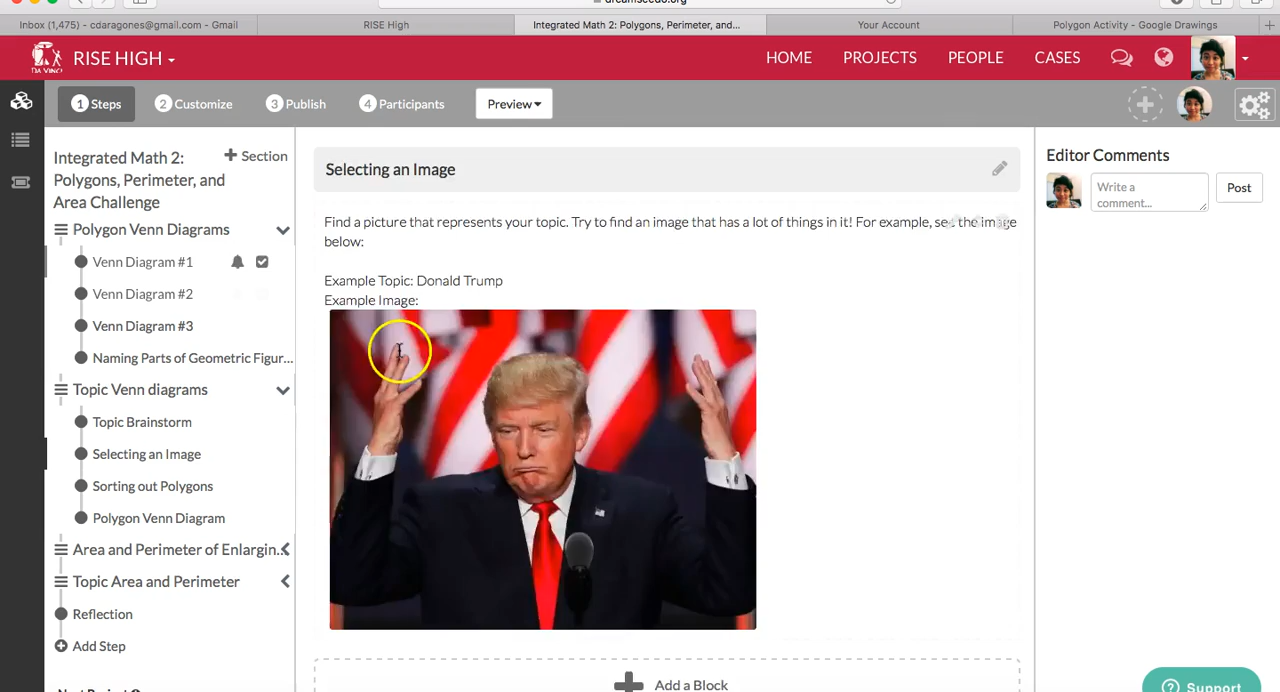 dreamseedo.org
Inbox (1,475) - cdaragones@gmail.com - Gmail
RISE High
Integrated Math 2: Polygons, Perimeter, and...
Your Account
Polygon Activity - Google Drawings
DA VINCI
RISE HIGH
HOME
PROJECTS
PEOPLE
CASES
1 Steps
2 Customize
3 Publish
4 Participants
Preview
Integrated Math 2:
Polygons, Perimeter, and
Area Challenge
+ Section
Polygon Venn Diagrams
Venn Diagram #1
Venn Diagram #2
Venn Diagram #3
Naming Parts of Geometric Figur...
Topic Venn diagrams
Topic Brainstorm
Selecting an Image
Sorting out Polygons
Polygon Venn Diagram
Area and Perimeter of Enlargin...
Topic Area and Perimeter
Reflection
Add Step
Selecting an Image
Find a picture that represents your topic. Try to find an image that has a lot of things in it! For example, see the image
below:
Example Topic: Donald Trump
Example Image:
Add a Block
Editor Comments
Write a
comment...
Post
Support